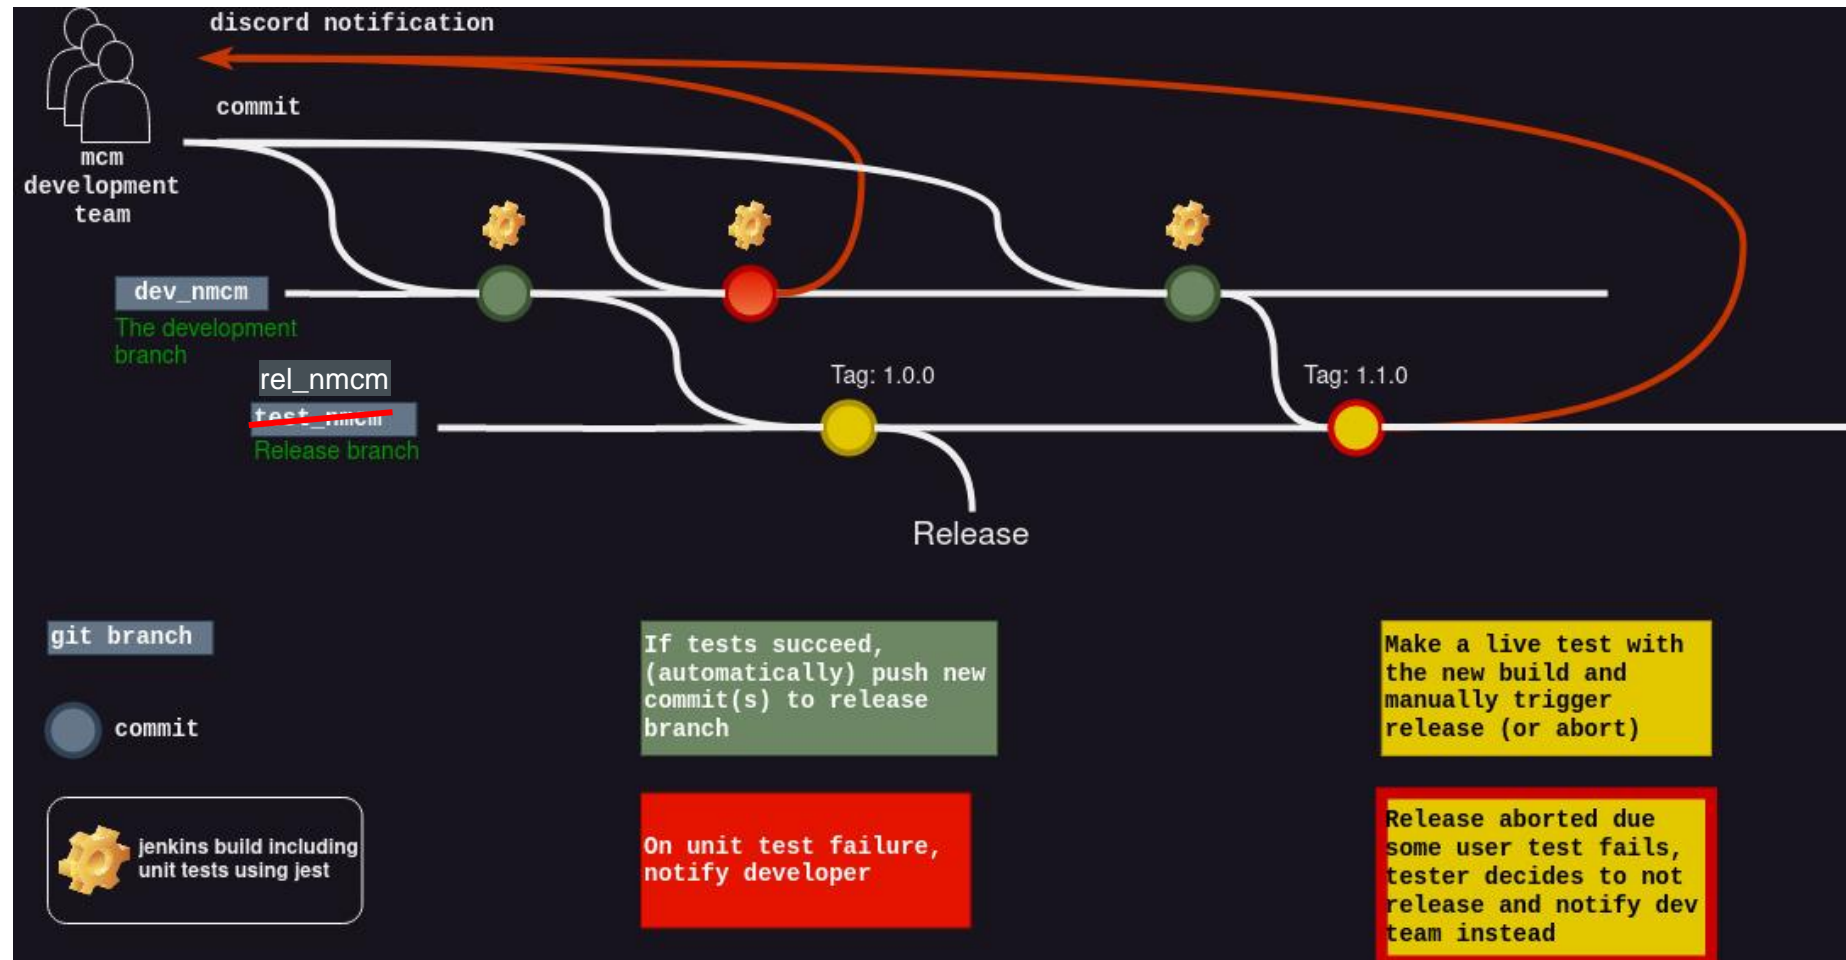 discord notification
commit
mcm
development
team
dev_nmcm
The development
branch
rel_nmcm
test_nmcm
Release branch
Tag: 1.0.0
Tag: 1.1.0
Release
git branch
commit
jenkins build including
unit tests using jest
If tests succeed,
(automatically) push new
commit(s) to release
branch
On unit test failure,
notify developer
Make a live test with
the new build and
manually trigger
release (or abort)
Release aborted due
some user test fails,
tester decides to not
release and notify dev
team instead